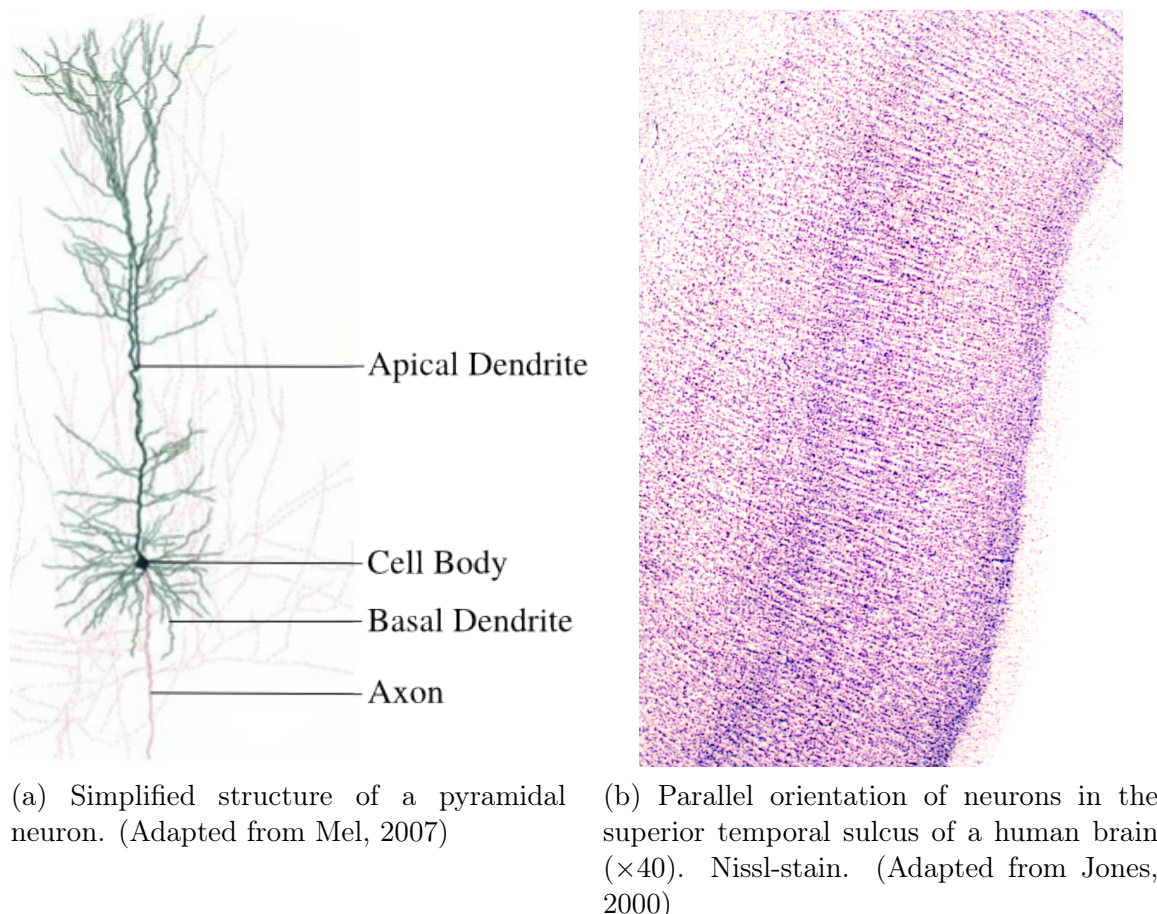 Apical Dendrite
Cell Body
Basal Dendrite
Axon
(a) Simplified structure of a pyramidal
neuron. (Adapted from Mel, 2007)
(b) Parallel orientation of neurons in the
superior temporal sulcus of a human brain
(×40). Nissl-stain. (Adapted from Jones,
2000)